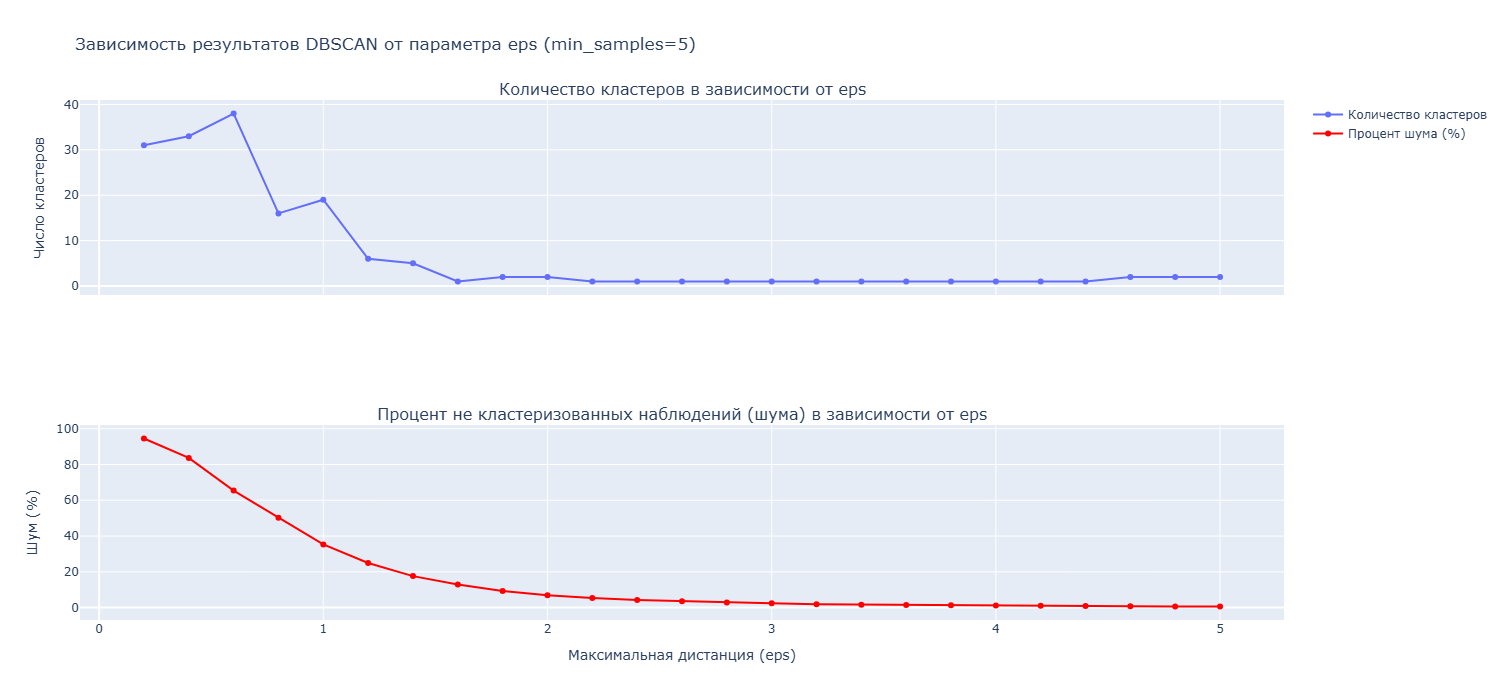 Зависимость результатов DBSCAN от параметра eps (min_samples=5)
Количество кластеров в зависимости от eps
Число кластеров
40
30
20
10
0
Количество кластеров
Процент шума (%)
Процент не кластеризованных наблюдений (шума) в зависимости от eps
Шум (%)
100
80
60
40
20
0
0 1 2 3 4 5
Максимальная дистанция (eps)